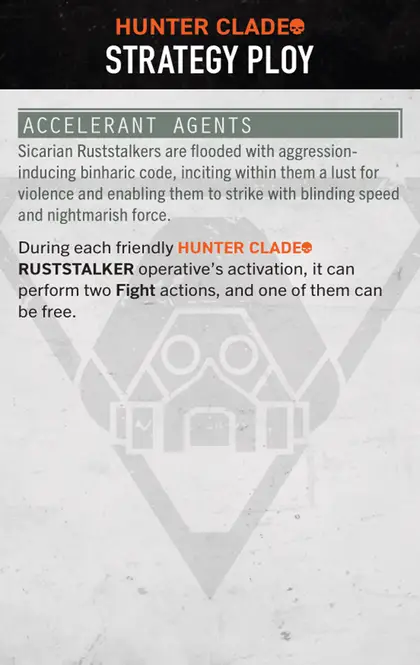 HUNTER CLADE
STRATEGY PLOY
ACCELERANT AGENTS
Sicarian Ruststalkers are flooded with aggression-
inducing binharic code, inciting within them a lust for
violence and enabling them to strike with blinding speed
and nightmarish force.
During each friendly HUNTER CLADE
RUSTSTALKER operative's activation, it can
perform two Fight actions, and one of them can
be free.